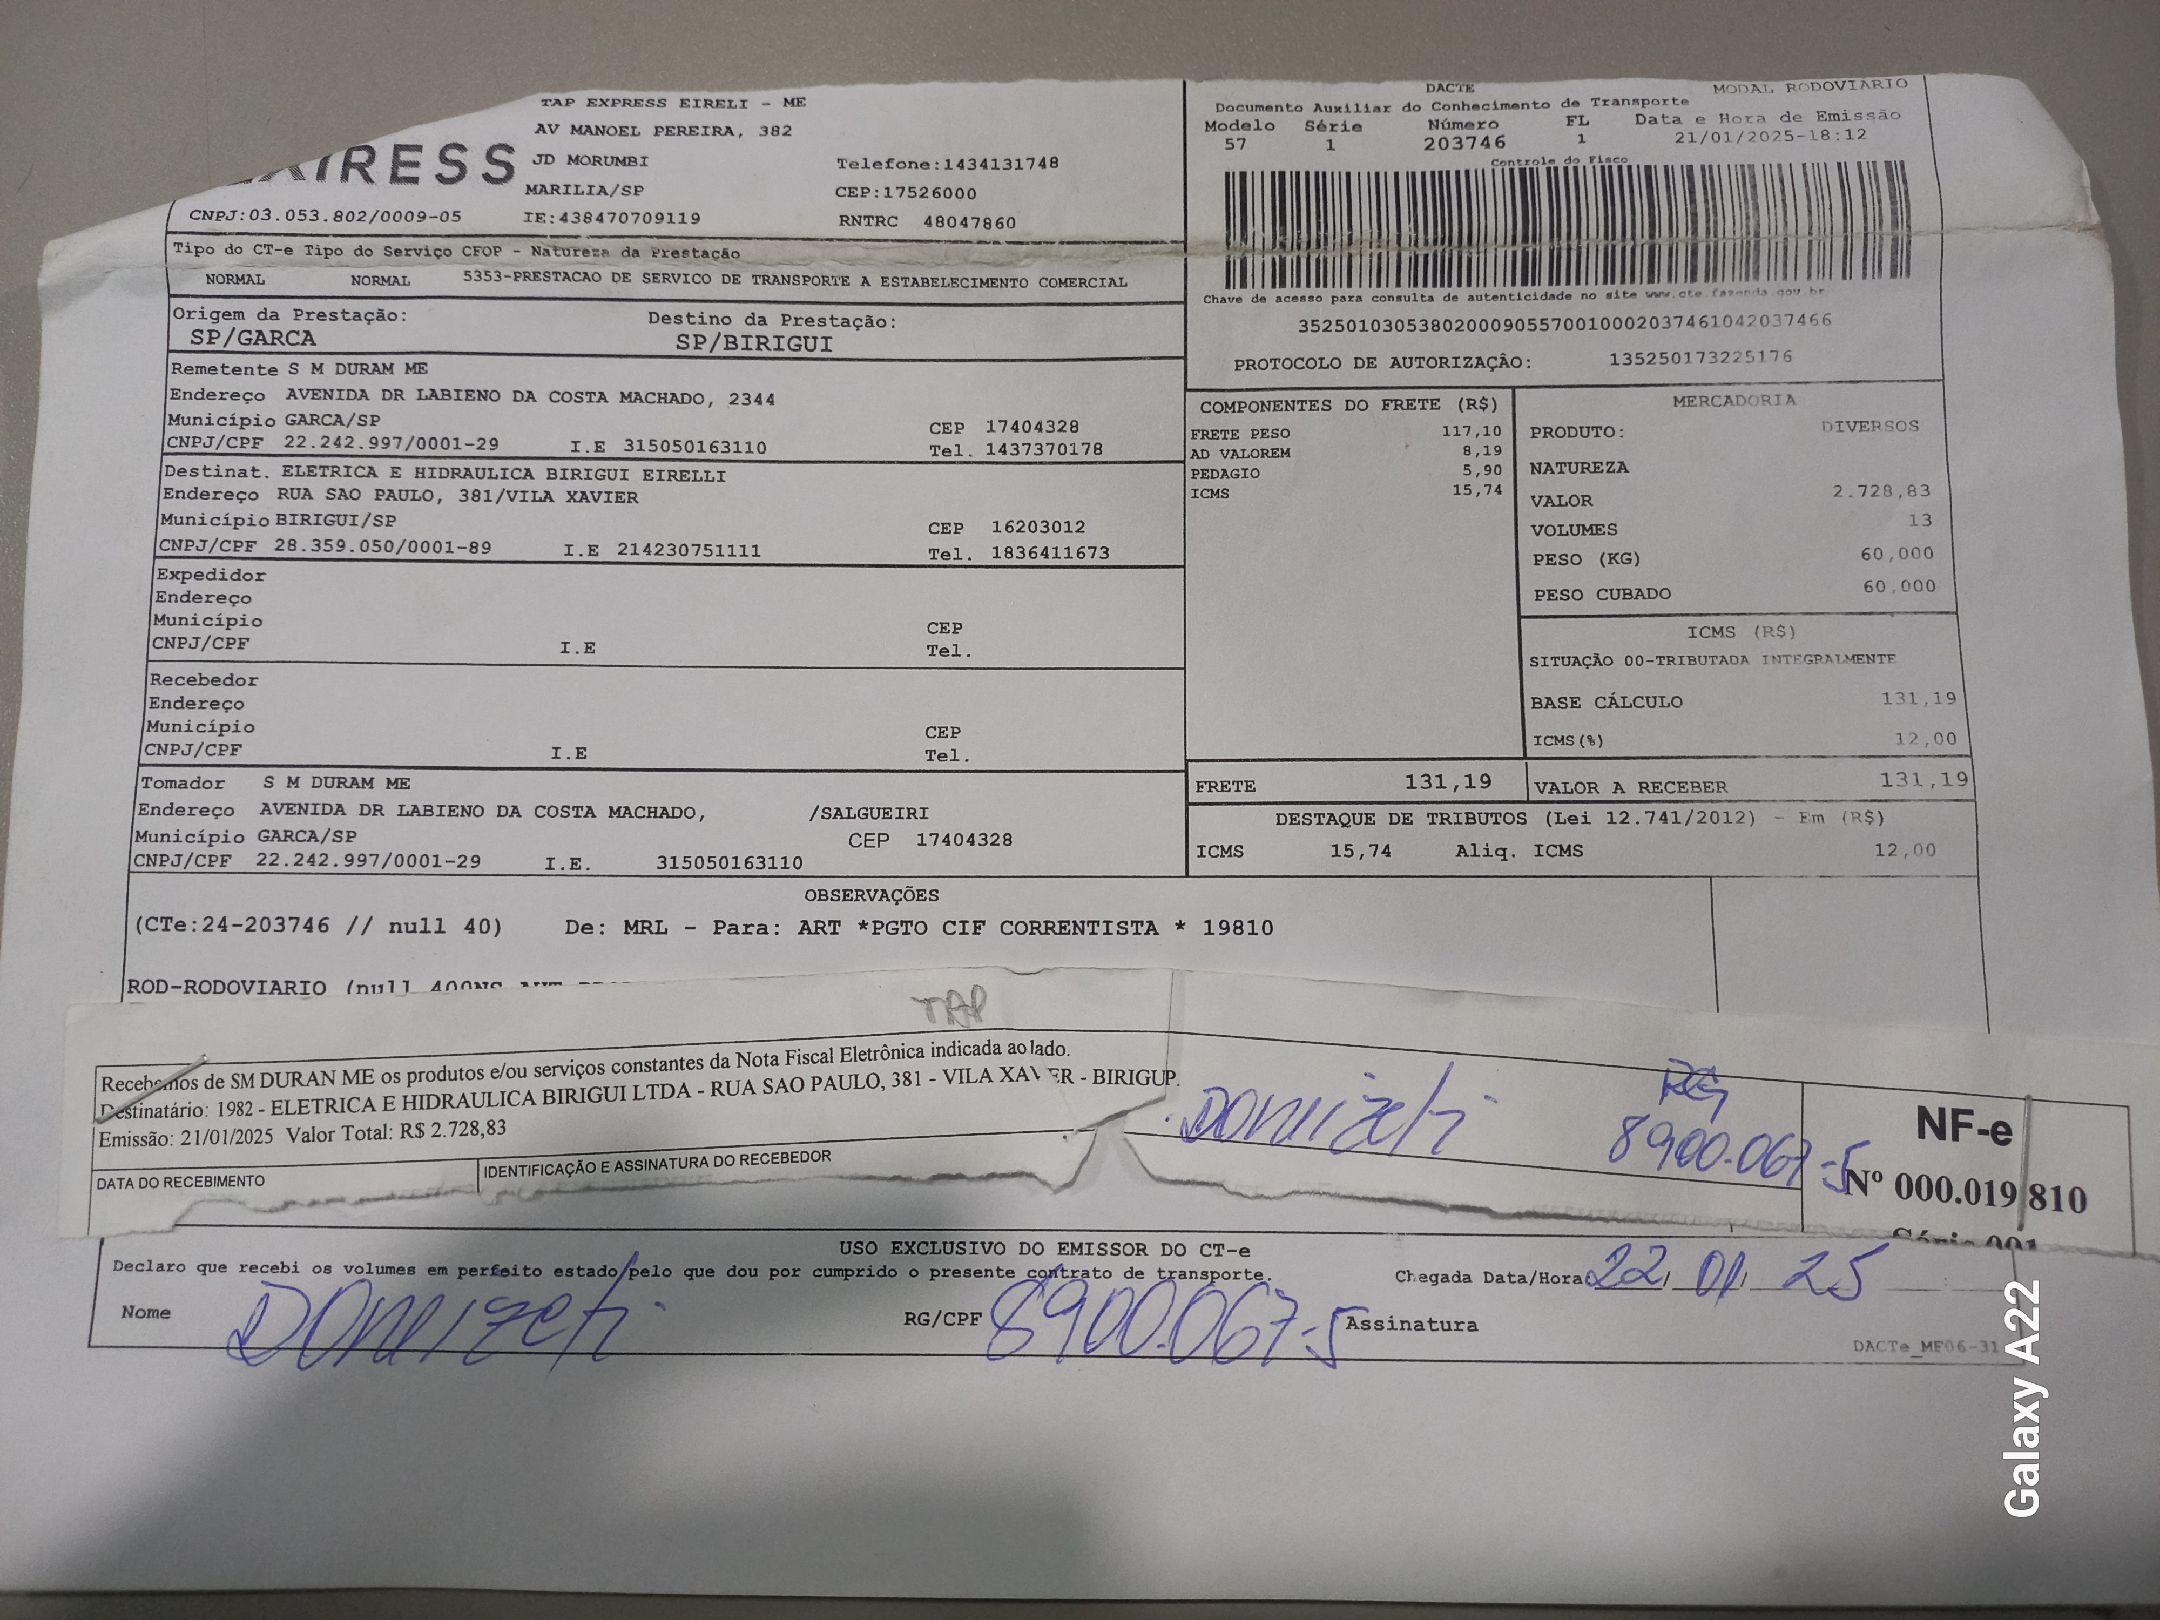 TAP EXPRESS EIRELI - ME
AV MANOEL PEREIRA, 382
JD MORUMBI
MARILIA/SP
Telefone:1434131748
CEP:17526000
CNPJ:03.053.802/0009-05 IE:438470709119 RNTRC 48047860
DACTE MODAL RODOVIARIO
Documento Auxiliar do Conhecimento de Transporte
Modelo Série Número FL Data e Hora de Emissão
57 1 203746 1 21/01/2025-18:12
Controle do Fisco
Chave de acesso para consulta de autenticidade no site www.cte.fazenda.gov.br
35250103053802000905570010002037461042037466
PROTOCOLO DE AUTORIZAÇÃO: 135250173225176
Tipo do CT-e Tipo do Serviço CFOP - Natureza da Prestação
NORMAL NORMAL 5353-PRESTACAO DE SERVICO DE TRANSPORTE A ESTABELECIMENTO COMERCIAL
Origem da Prestação: Destino da Prestação:
SP/GARCA SP/BIRIGUI
Remetente S M DURAM ME
Endereço AVENIDA DR LABIENO DA COSTA MACHADO, 2344
Município GARCA/SP CEP 17404328
CNPJ/CPF 22.242.997/0001-29 I.E 315050163110 Tel. 1437370178
Destinat. ELETRICA E HIDRAULICA BIRIGUI EIRELLI
Endereço RUA SAO PAULO, 381/VILA XAVIER
Município BIRIGUI/SP CEP 16203012
CNPJ/CPF 28.359.050/0001-89 I.E 214230751111 Tel. 1836411673
Expedidor
Endereço
Município CEP
CNPJ/CPF I.E Tel.
Recebedor
Endereço
Município CEP
CNPJ/CPF I.E Tel.
Tomador S M DURAM ME
Endereço AVENIDA DR LABIENO DA COSTA MACHADO, /SALGUEIRI
Município GARCA/SP CEP 17404328
CNPJ/CPF 22.242.997/0001-29 I.E. 315050163110
COMPONENTES DO FRETE (R$)
FRETE PESO 117,10
AD VALOREM 8,19
PEDAGIO 5,90
ICMS 15,74
MERCADORIA
PRODUTO: DIVERSOS
NATUREZA
VALOR 2.728,83
VOLUMES 13
PESO (KG) 60,000
PESO CUBADO 60,000
ICMS (R$)
SITUAÇÃO 00-TRIBUTADA INTEGRALMENTE
BASE CÁLCULO 131,19
ICMS(%) 12,00
FRETE 131,19 VALOR A RECEBER 131,19
DESTAQUE DE TRIBUTOS (Lei 12.741/2012) - Em (R$)
ICMS 15,74 Aliq. ICMS 12,00
OBSERVAÇÕES
(CTe:24-203746 // null 40) De: MRL - Para: ART *PGTO CIF CORRENTISTA * 19810
ROD-RODOVIARIO (null
TAP
Recebemos de SM DURAN ME os produtos e/ou serviços constantes da Nota Fiscal Eletrônica indicada ao lado.
Destinatário: 1982 - ELETRICA E HIDRAULICA BIRIGUI LTDA - RUA SAO PAULO, 381 - VILA XAVIER - BIRIGUI
Emissão: 21/01/2025 Valor Total: R$ 2.728,83
DATA DO RECEBIMENTO IDENTIFICAÇÃO E ASSINATURA DO RECEBEDOR
Donizeti RG
8900.067-5
NF-e
Nº 000.019 810
Série 001
USO EXCLUSIVO DO EMISSOR DO CT-e
Declaro que recebi os volumes em perfeito estado pelo que dou por cumprido o presente contrato de transporte. Chegada Data/Hora: 22, 01, 25
Nome Donizeti RG/CPF 8900.067-5 Assinatura
DACTe_MF06-31
Galaxy A22